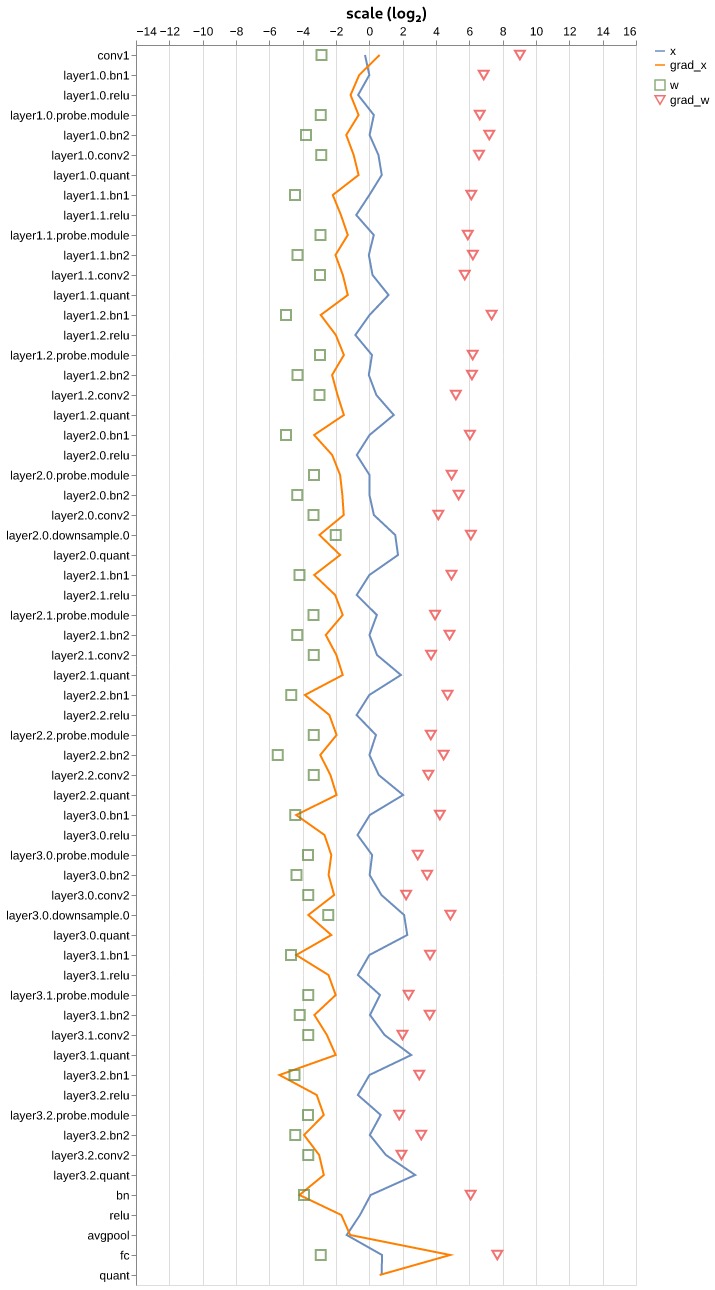 scale (log₂)
−14 −12 −10 −8 −6 −4 −2 0 2 4 6 8 10 12 14 16
x
grad_x
w
grad_w
conv1
layer1.0.bn1
layer1.0.relu
layer1.0.probe.module
layer1.0.bn2
layer1.0.conv2
layer1.0.quant
layer1.1.bn1
layer1.1.relu
layer1.1.probe.module
layer1.1.bn2
layer1.1.conv2
layer1.1.quant
layer1.2.bn1
layer1.2.relu
layer1.2.probe.module
layer1.2.bn2
layer1.2.conv2
layer1.2.quant
layer2.0.bn1
layer2.0.relu
layer2.0.probe.module
layer2.0.bn2
layer2.0.conv2
layer2.0.downsample.0
layer2.0.quant
layer2.1.bn1
layer2.1.relu
layer2.1.probe.module
layer2.1.bn2
layer2.1.conv2
layer2.1.quant
layer2.2.bn1
layer2.2.relu
layer2.2.probe.module
layer2.2.bn2
layer2.2.conv2
layer2.2.quant
layer3.0.bn1
layer3.0.relu
layer3.0.probe.module
layer3.0.bn2
layer3.0.conv2
layer3.0.downsample.0
layer3.0.quant
layer3.1.bn1
layer3.1.relu
layer3.1.probe.module
layer3.1.bn2
layer3.1.conv2
layer3.1.quant
layer3.2.bn1
layer3.2.relu
layer3.2.probe.module
layer3.2.bn2
layer3.2.conv2
layer3.2.quant
bn
relu
avgpool
fc
quant